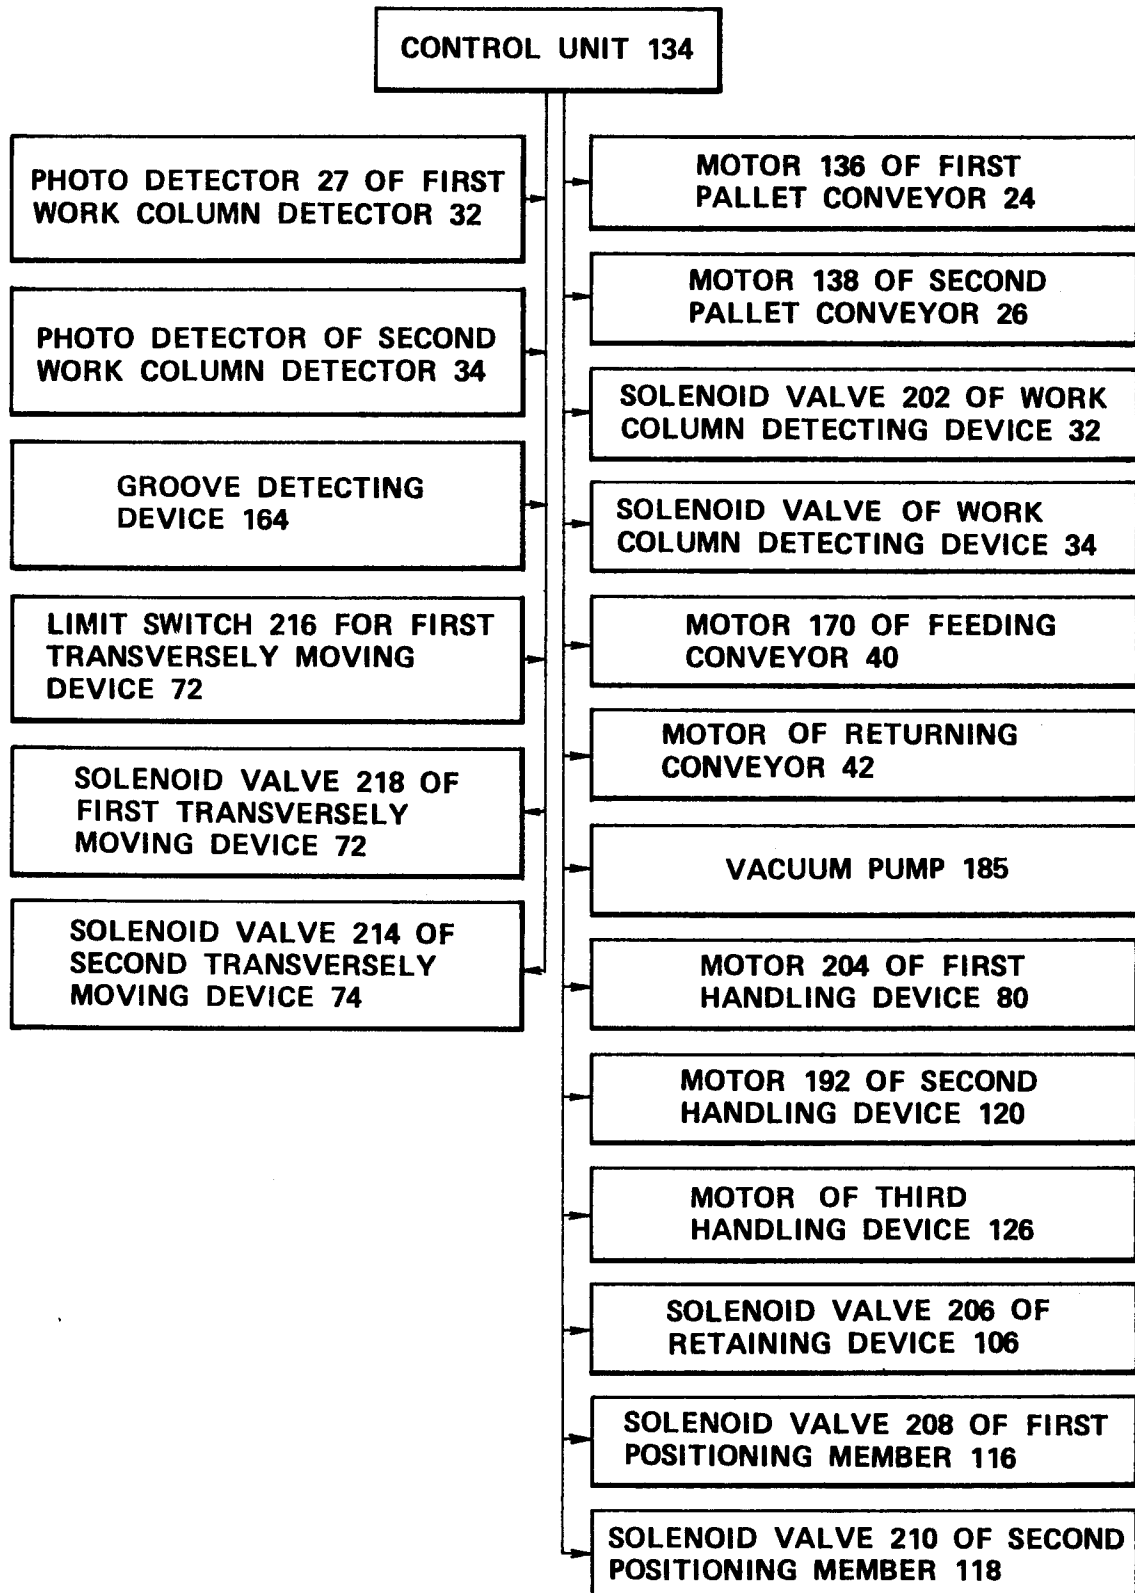 CONTROL UNIT 134
PHOTO DETECTOR 27 OF FIRST
WORK COLUMN DETECTOR 32
PHOTO DETECTOR OF SECOND
WORK COLUMN DETECTOR 34
GROOVE DETECTING
DEVICE 164
LIMIT SWITCH 216 FOR FIRST
TRANSVERSELY MOVING
DEVICE 72
SOLENOID VALVE 218 OF
FIRST TRANSVERSELY
MOVING DEVICE 72
SOLENOID VALVE 214 OF
SECOND TRANSVERSELY
MOVING DEVICE 74
MOTOR 136 OF FIRST
PALLET CONVEYOR 24
MOTOR 138 OF SECOND
PALLET CONVEYOR 26
SOLENOID VALVE 202 OF WORK
COLUMN DETECTING DEVICE 32
SOLENOID VALVE OF WORK
COLUMN DETECTING DEVICE 34
MOTOR 170 OF FEEDING
CONVEYOR 40
MOTOR OF RETURNING
CONVEYOR 42
VACUUM PUMP 185
MOTOR 204 OF FIRST
HANDLING DEVICE 80
MOTOR 192 OF SECOND
HANDLING DEVICE 120
MOTOR OF THIRD
HANDLING DEVICE 126
SOLENOID VALVE 206 OF
RETAINING DEVICE 106
SOLENOID VALVE 208 OF FIRST
POSITIONING MEMBER 116
SOLENOID VALVE 210 OF SECOND
POSITIONING MEMBER 118